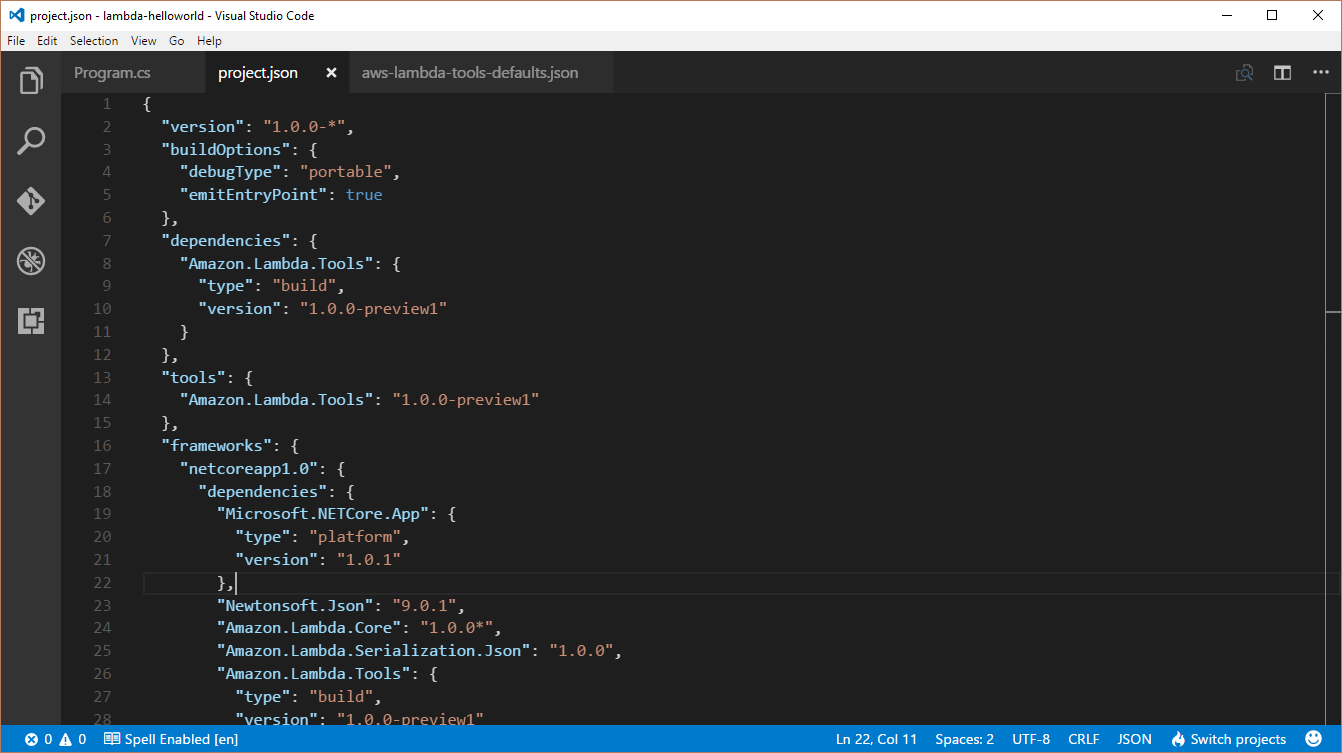 project.json - lambda-helloworld - Visual Studio Code
File Edit Selection View Go Help
Program.cs project.json × aws-lambda-tools-defaults.json
1 {
2   "version": "1.0.0-*",
3   "buildOptions": {
4     "debugType": "portable",
5     "emitEntryPoint": true
6   },
7   "dependencies": {
8     "Amazon.Lambda.Tools": {
9       "type": "build",
10       "version": "1.0.0-preview1"
11     }
12   },
13   "tools": {
14     "Amazon.Lambda.Tools": "1.0.0-preview1"
15   },
16   "frameworks": {
17     "netcoreapp1.0": {
18       "dependencies": {
19         "Microsoft.NETCore.App": {
20           "type": "platform",
21           "version": "1.0.1"
22         },
23         "Newtonsoft.Json": "9.0.1",
24         "Amazon.Lambda.Core": "1.0.0*",
25         "Amazon.Lambda.Serialization.Json": "1.0.0",
26         "Amazon.Lambda.Tools": {
27           "type": "build",
28           "version": "1.0.0-preview1"
0 0 Spell Enabled [en] Ln 22, Col 11 Spaces: 2 UTF-8 CRLF JSON Switch projects